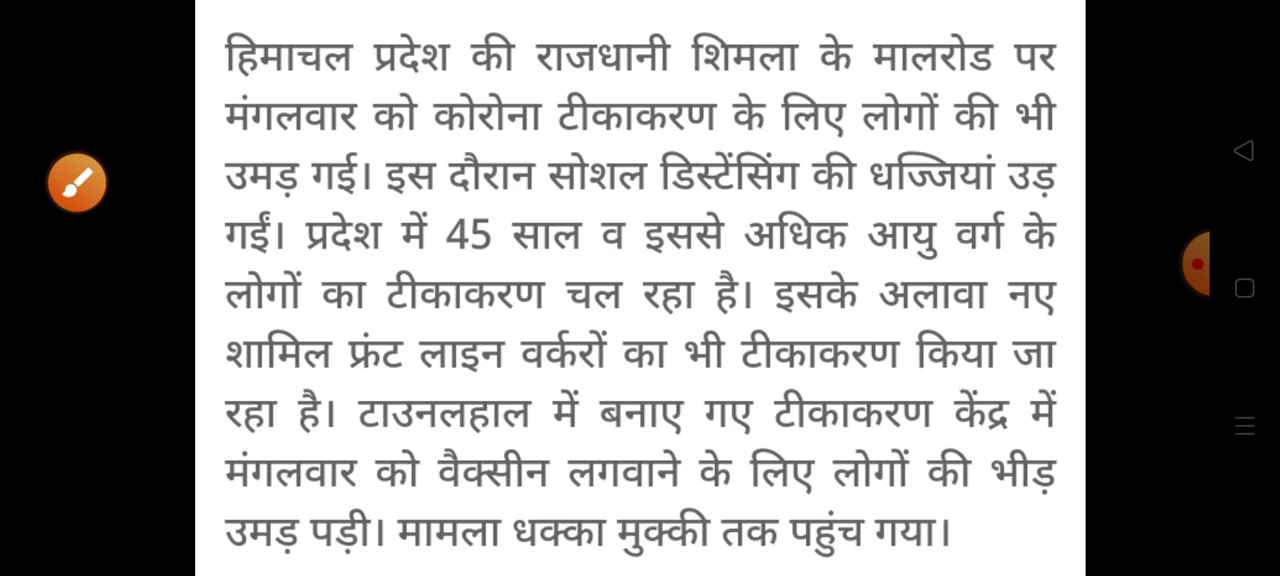 हिमाचल प्रदेश की राजधानी शिमला के मालरोड पर
मंगलवार को कोरोना टीकाकरण के लिए लोगों की भी
उमड़ गई। इस दौरान सोशल डिस्टेंसिंग की धज्जियां उड़
गईं। प्रदेश में 45 साल व इससे अधिक आयु वर्ग के
लोगों का टीकाकरण चल रहा है। इसके अलावा नए
शामिल फ्रंट लाइन वर्करों का भी टीकाकरण किया जा
रहा है। टाउनलहाल में बनाए गए टीकाकरण केंद्र में
मंगलवार को वैक्सीन लगवाने के लिए लोगों की भीड़
उमड़ पड़ी। मामला धक्का मुक्की तक पहुंच गया।